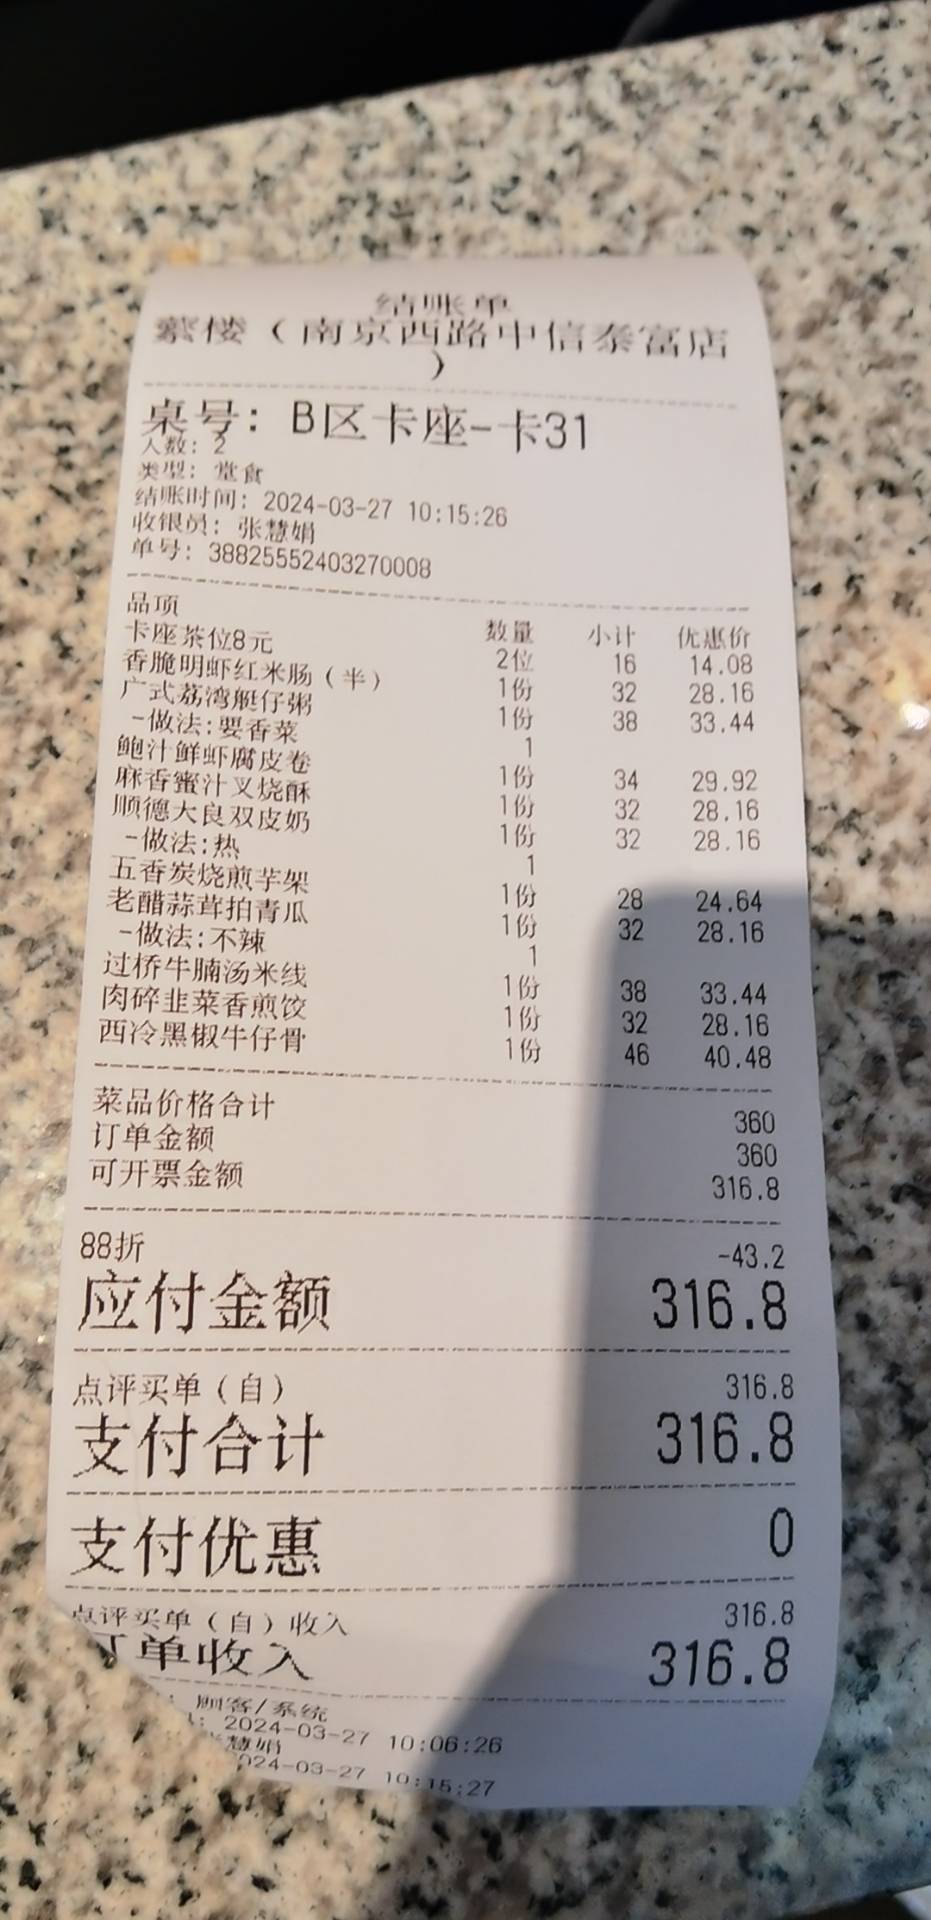 结账单
紫楼（南京西路中信泰富店
）
桌号: B区卡座-卡31
人数: 2
类型: 堂食
结账时间: 2024-03-27 10:15:26
收银员: 张慧娟
单号: 38825552403270008
品项 数量 小计 优惠价
卡座茶位8元 2位 16 14.08
香脆明虾红米肠（半） 1份 32 28.16
广式荔湾艇仔粥 1份 38 33.44
-做法:要香菜 1
鲍汁鲜虾腐皮卷 1份 34 29.92
麻香蜜汁叉烧酥 1份 32 28.16
顺德大良双皮奶 1份 32 28.16
-做法:热 1
五香炭烧煎芋架 1份 28 24.64
老醋蒜茸拍青瓜 1份 32 28.16
-做法:不辣 1
过桥牛腩汤米线 1份 38 33.44
肉碎韭菜香煎饺 1份 32 28.16
西冷黑椒牛仔骨 1份 46 40.48
菜品价格合计 360
订单金额 360
可开票金额 316.8
88折 -43.2
应付金额 316.8
点评买单（自） 316.8
支付合计 316.8
支付优惠 0
点评买单（自）收入 316.8
订单收入 316.8
: 顾客/系统
: 2024-03-27 10:06:26
张慧娟
2024-03-27 10:15:27